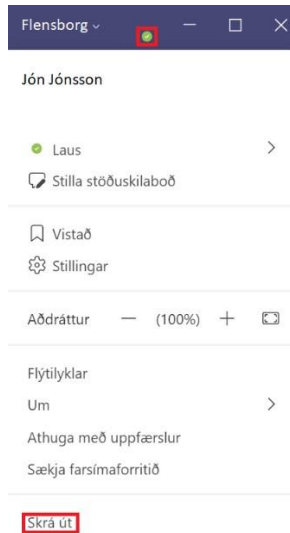 Flensborg
Jón Jónsson
Laus
Stilla stöðuskilaboð
Vistað
Stillingar
Aðdráttur — (100%) +
Flýtilyklar
Um
Athuga með uppfærslur
Sækja farsímaforritið
Skrá út